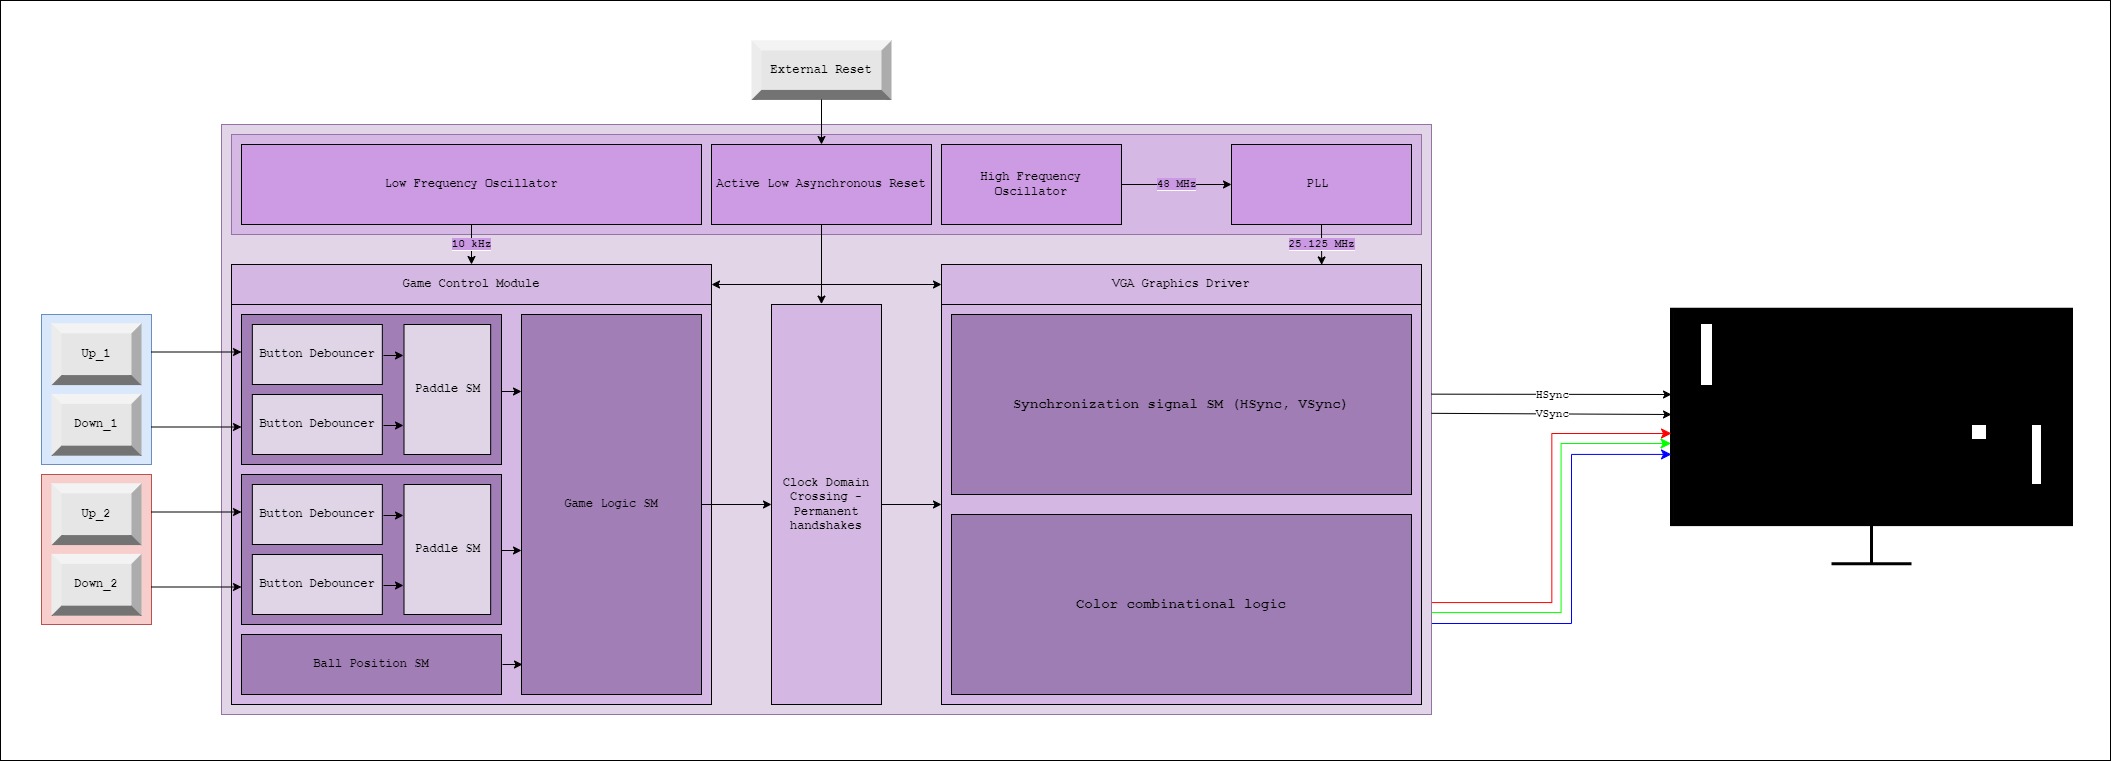 External Reset
Low Frequency Oscillator
Active Low Asynchronous Reset
High Frequency
Oscillator
48 MHz
PLL
10 kHz
25.125 MHz
Game Control Module
VGA Graphics Driver
Up_1
Down_1
Button Debouncer
Button Debouncer
Paddle SM
Up_2
Down_2
Button Debouncer
Button Debouncer
Paddle SM
Ball Position SM
Game Logic SM
Clock Domain
Crossing -
Permanent
handshakes
Synchronization signal SM (HSync, VSync)
Color combinational logic
HSync
VSync